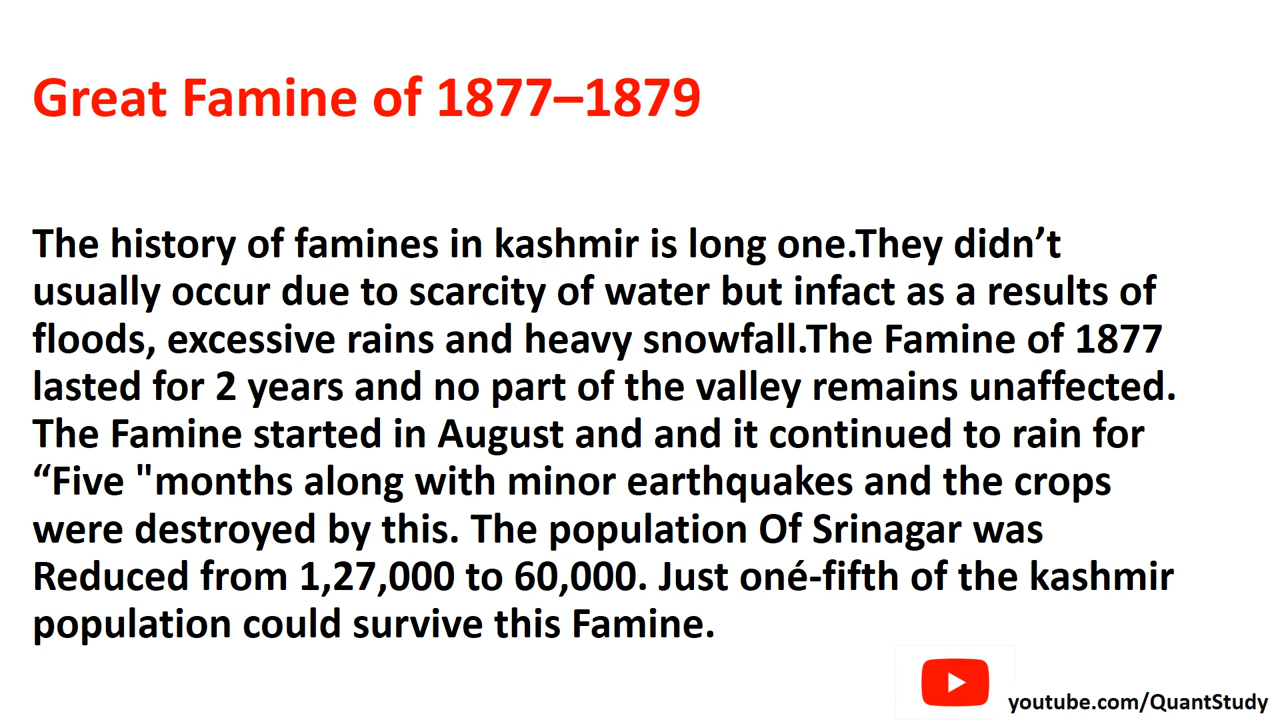 Great Famine of 1877–1879
The history of famines in kashmir is long one.They didn’t
usually occur due to scarcity of water but infact as a results of
floods, excessive rains and heavy snowfall.The Famine of 1877
lasted for 2 years and no part of the valley remains unaffected.
The Famine started in August and and it continued to rain for
“Five "months along with minor earthquakes and the crops
were destroyed by this. The population Of Srinagar was
Reduced from 1,27,000 to 60,000. Just oné-fifth of the kashmir
population could survive this Famine.
youtube.com/QuantStudy